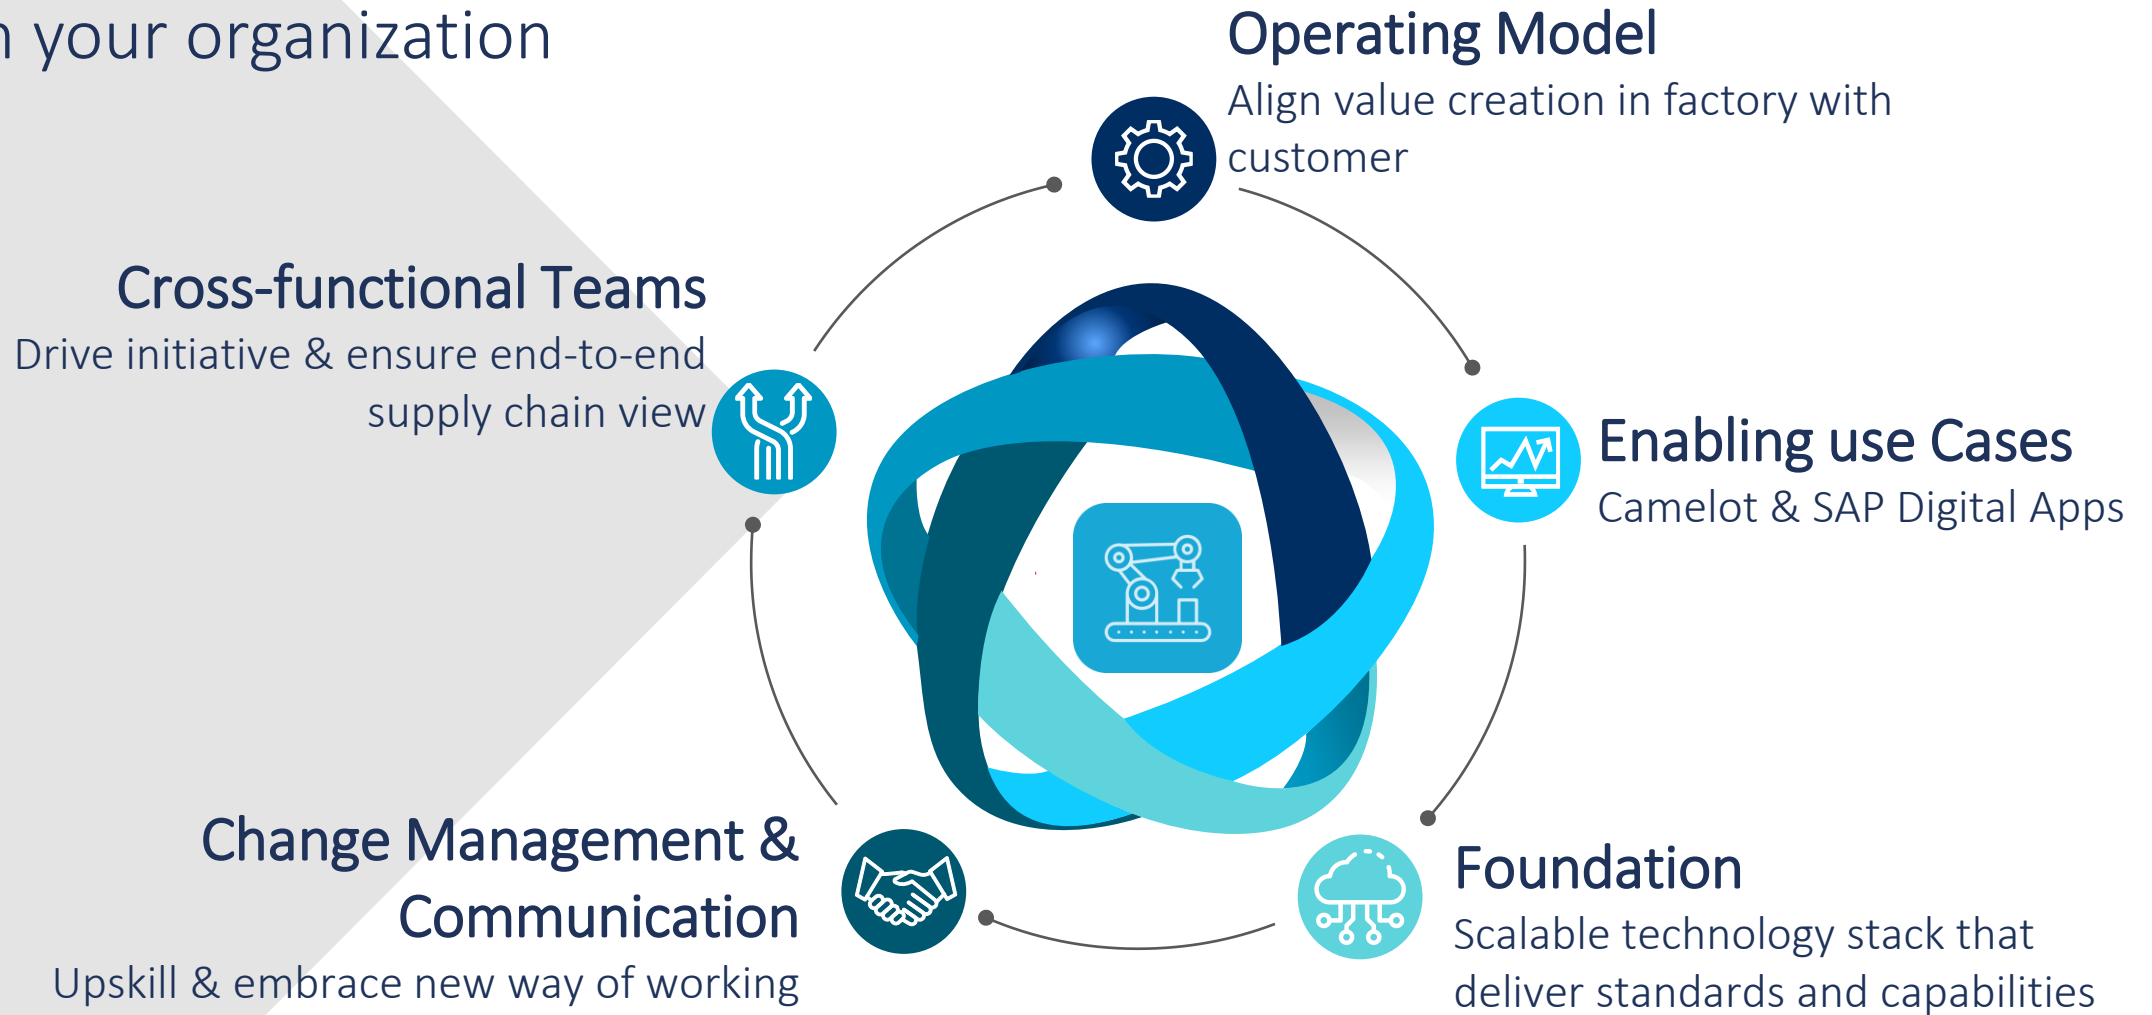 n your organization
Operating Model
Align value creation in factory with
customer
Cross-functional Teams
Drive initiative & ensure end-to-end
supply chain view
Enabling use Cases
Camelot & SAP Digital Apps
Change Management &
Communication
Upskill & embrace new way of working
Foundation
Scalable technology stack that
deliver standards and capabilities